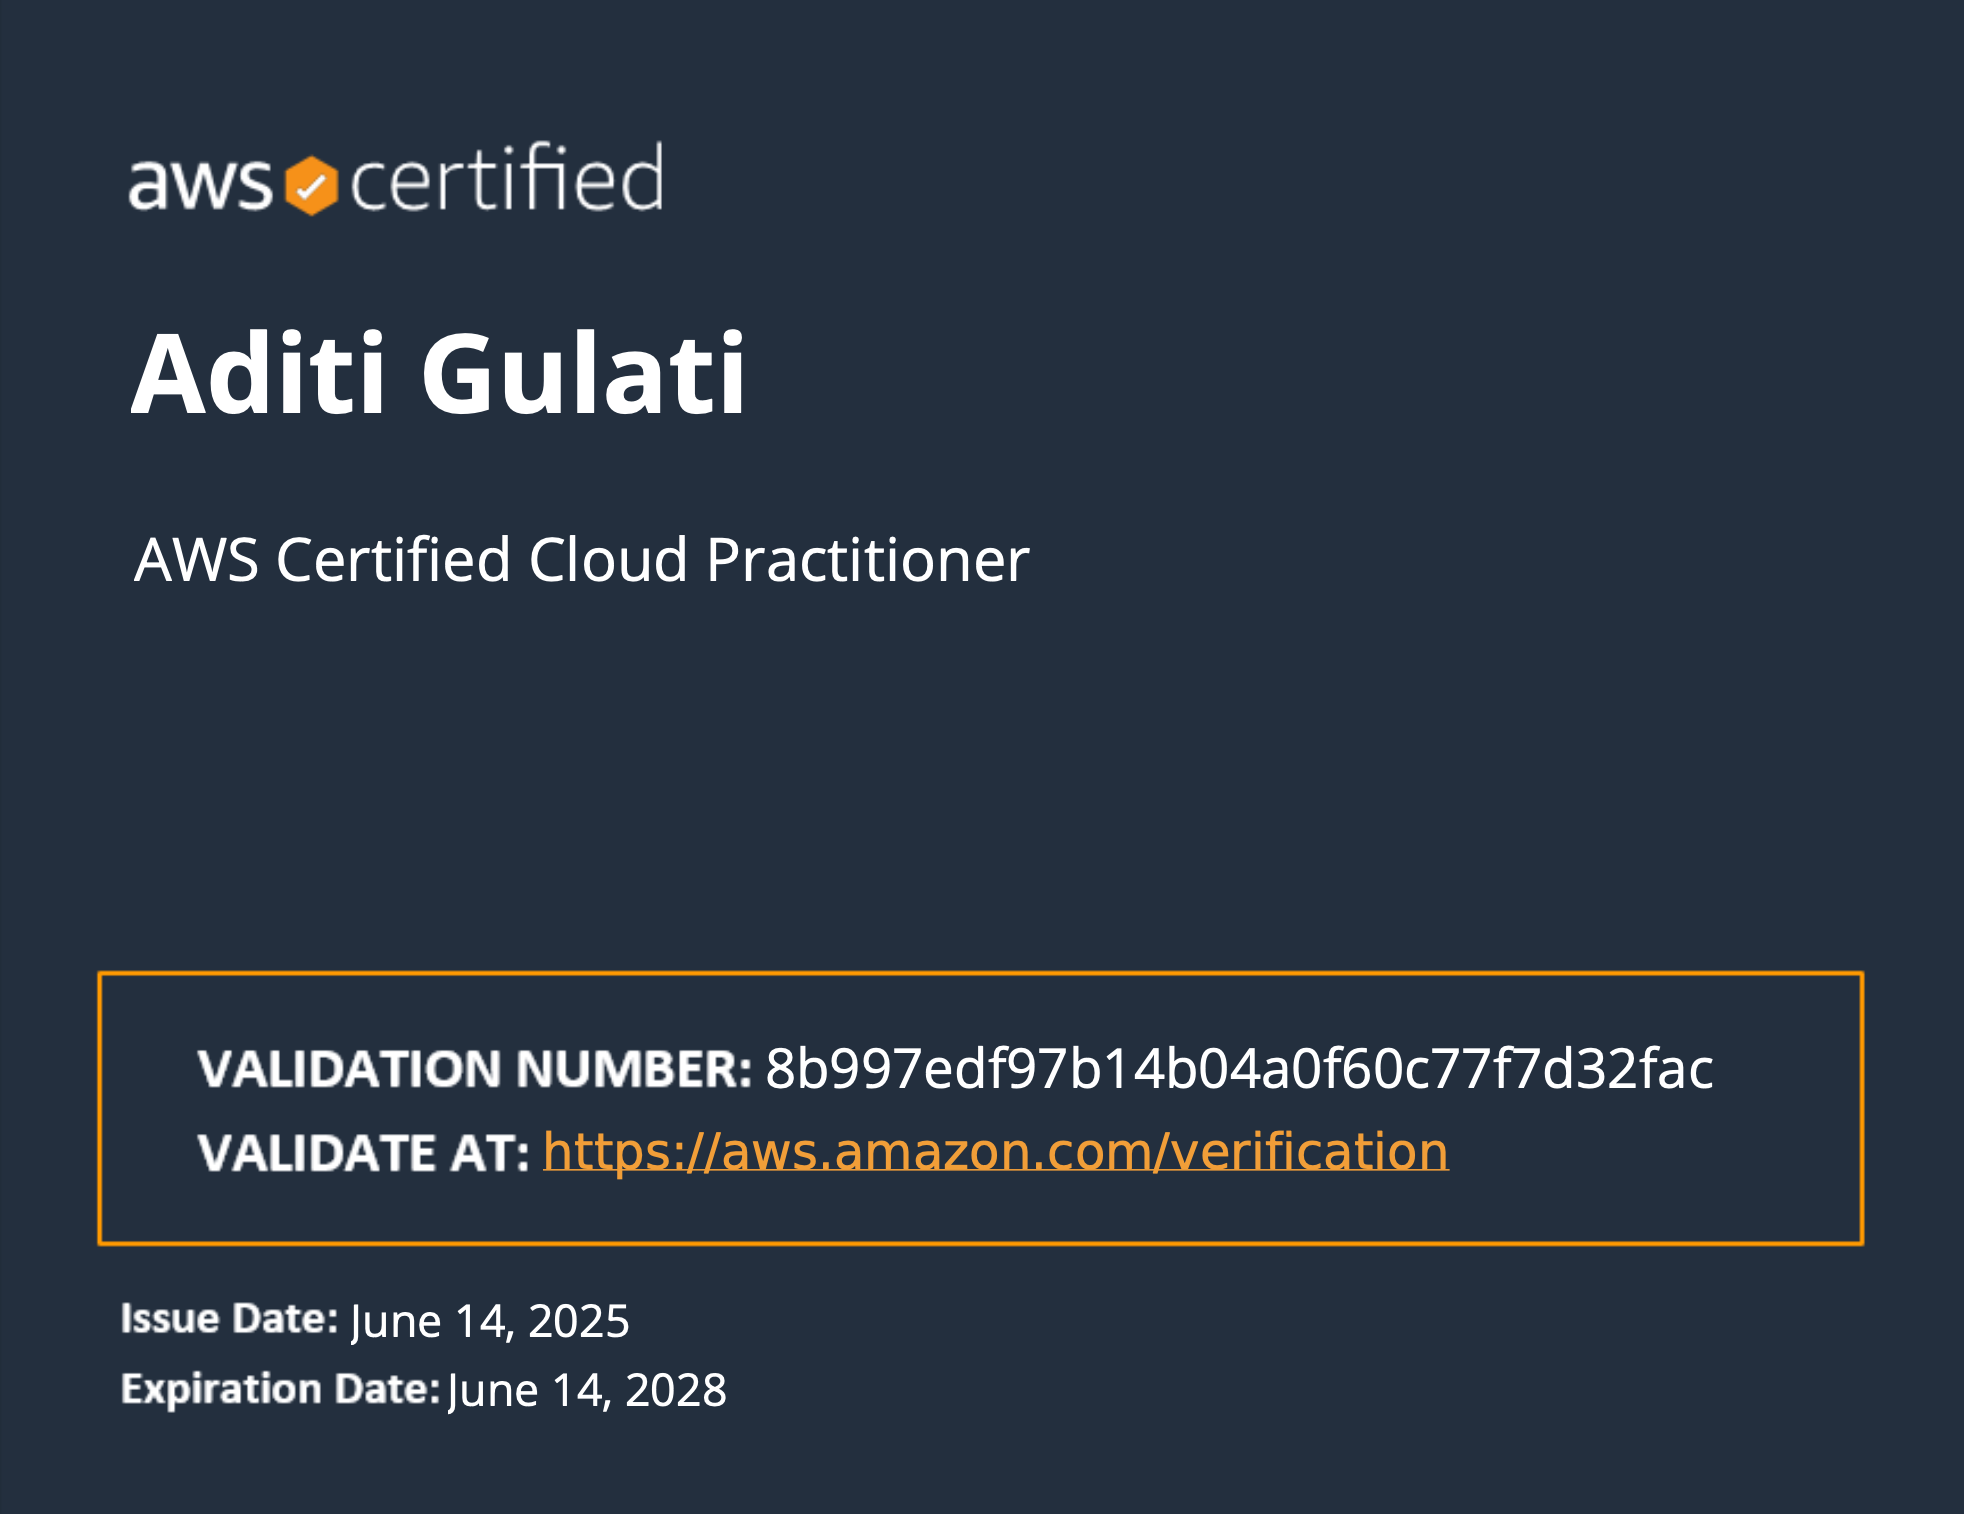 aws certified
Aditi Gulati
AWS Certified Cloud Practitioner
VALIDATION NUMBER: 8b997edf97b14b04a0f60c77f7d32fac
VALIDATE AT: https://aws.amazon.com/verification
Issue Date: June 14, 2025
Expiration Date: June 14, 2028